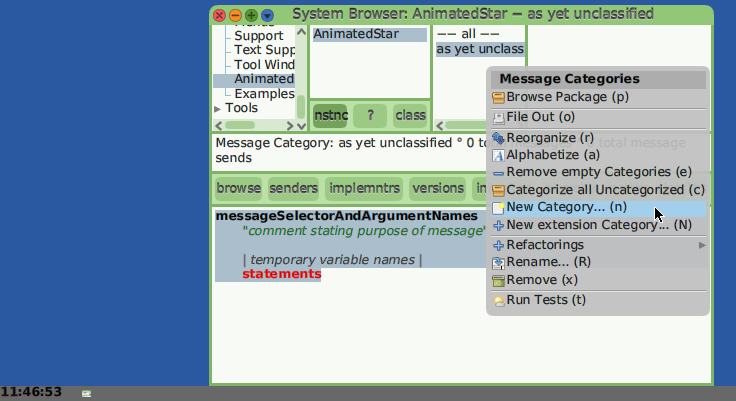 System Browser: AnimatedStar — as yet unclassified
Support
Text Supp
Tool Wind
Animated
Examples
Tools
AnimatedStar
—— all ——
as yet unclass
nstnc
?
class
Message Category: as yet unclassified ° 0 to total message
sends
browse
senders
implemntrs
versions
in
messageSelectorAndArgumentNames
"comment stating purpose of message"
| temporary variable names |
statements
Message Categories
Browse Package (p)
File Out (o)
Reorganize (r)
Alphabetize (a)
Remove empty Categories (e)
Categorize all Uncategorized (c)
New Category... (n)
New extension Category... (N)
Refactorings
Rename... (R)
Remove (x)
Run Tests (t)
11:46:53